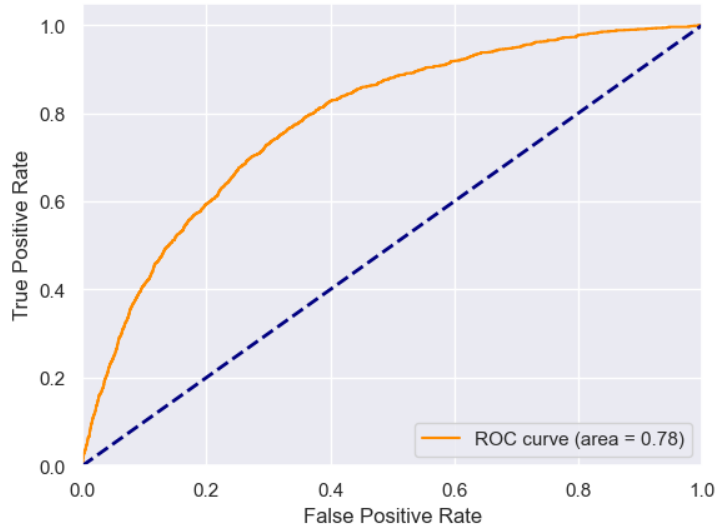 1.0
0.8
0.6
0.4
0.2
0.0
True Positive Rate
ROC curve (area = 0.78)
0.0 0.2 0.4 0.6 0.8 1.0
False Positive Rate